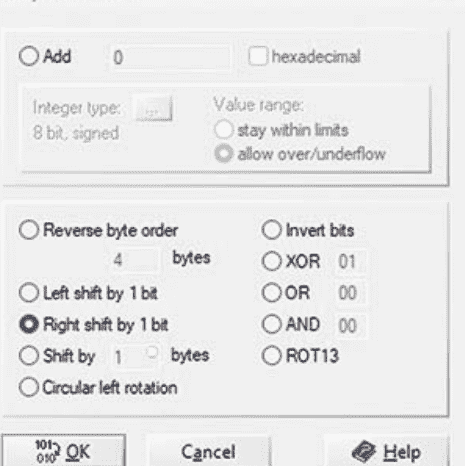 Add 0 hexadecimal
Integer type: ... Value range:
8 bit, signed stay within limits
allow over/underflow
Reverse byte order Invert bits
4 bytes XOR 01
Left shift by 1 bit OR 00
Right shift by 1 bit AND 00
Shift by 1 bytes ROT13
Circular left rotation
101 010 OK Cancel Help